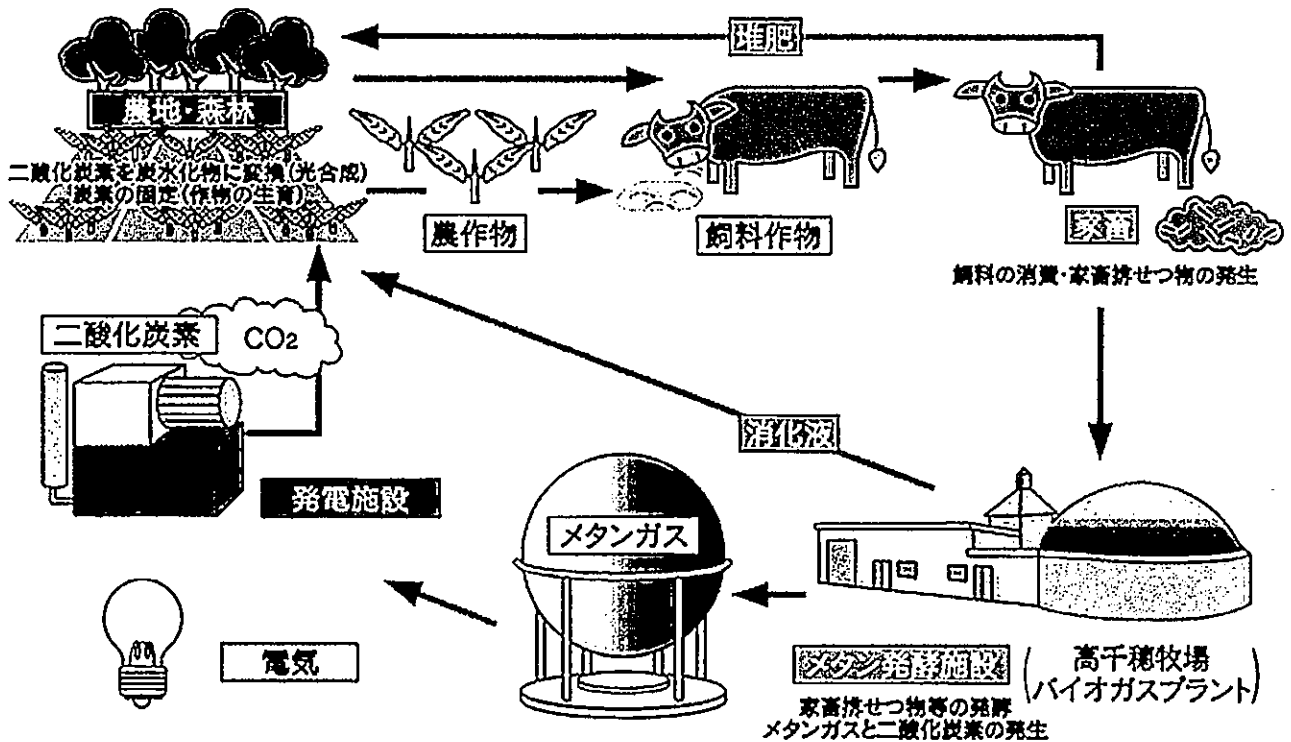 堆肥
農地・森林
二酸化炭素を炭水化物に変換(光合成)
炭素の固定(作物の生育)
農作物
飼料作物
家畜
飼料の消費・家畜排せつ物の発生
二酸化炭素
CO2
消化液
発電施設
メタンガス
電気
メタン発酵施設
(高千穂牧場
バイオガスプラント)
家畜排せつ物等の発酵
メタンガスと二酸化炭素の発生